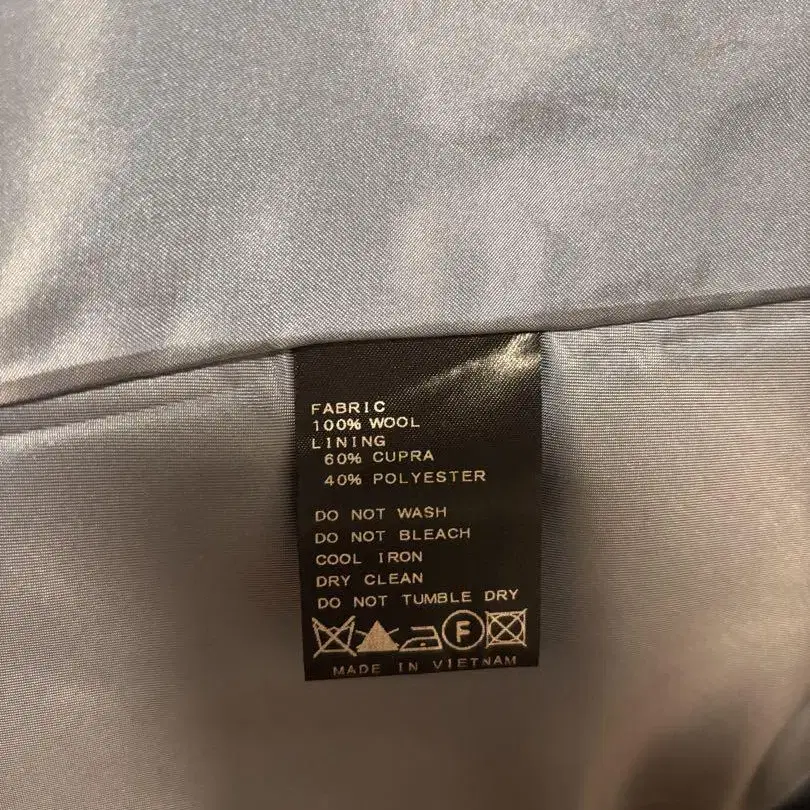 FABRIC
100% WOOL
LINING
60% CUPRA
40% POLYESTER
DO NOT WASH
DO NOT BLEACH
COOL IRON
DRY CLEAN
DO NOT TUMBLE DRY
F
MADE IN VIETNAM